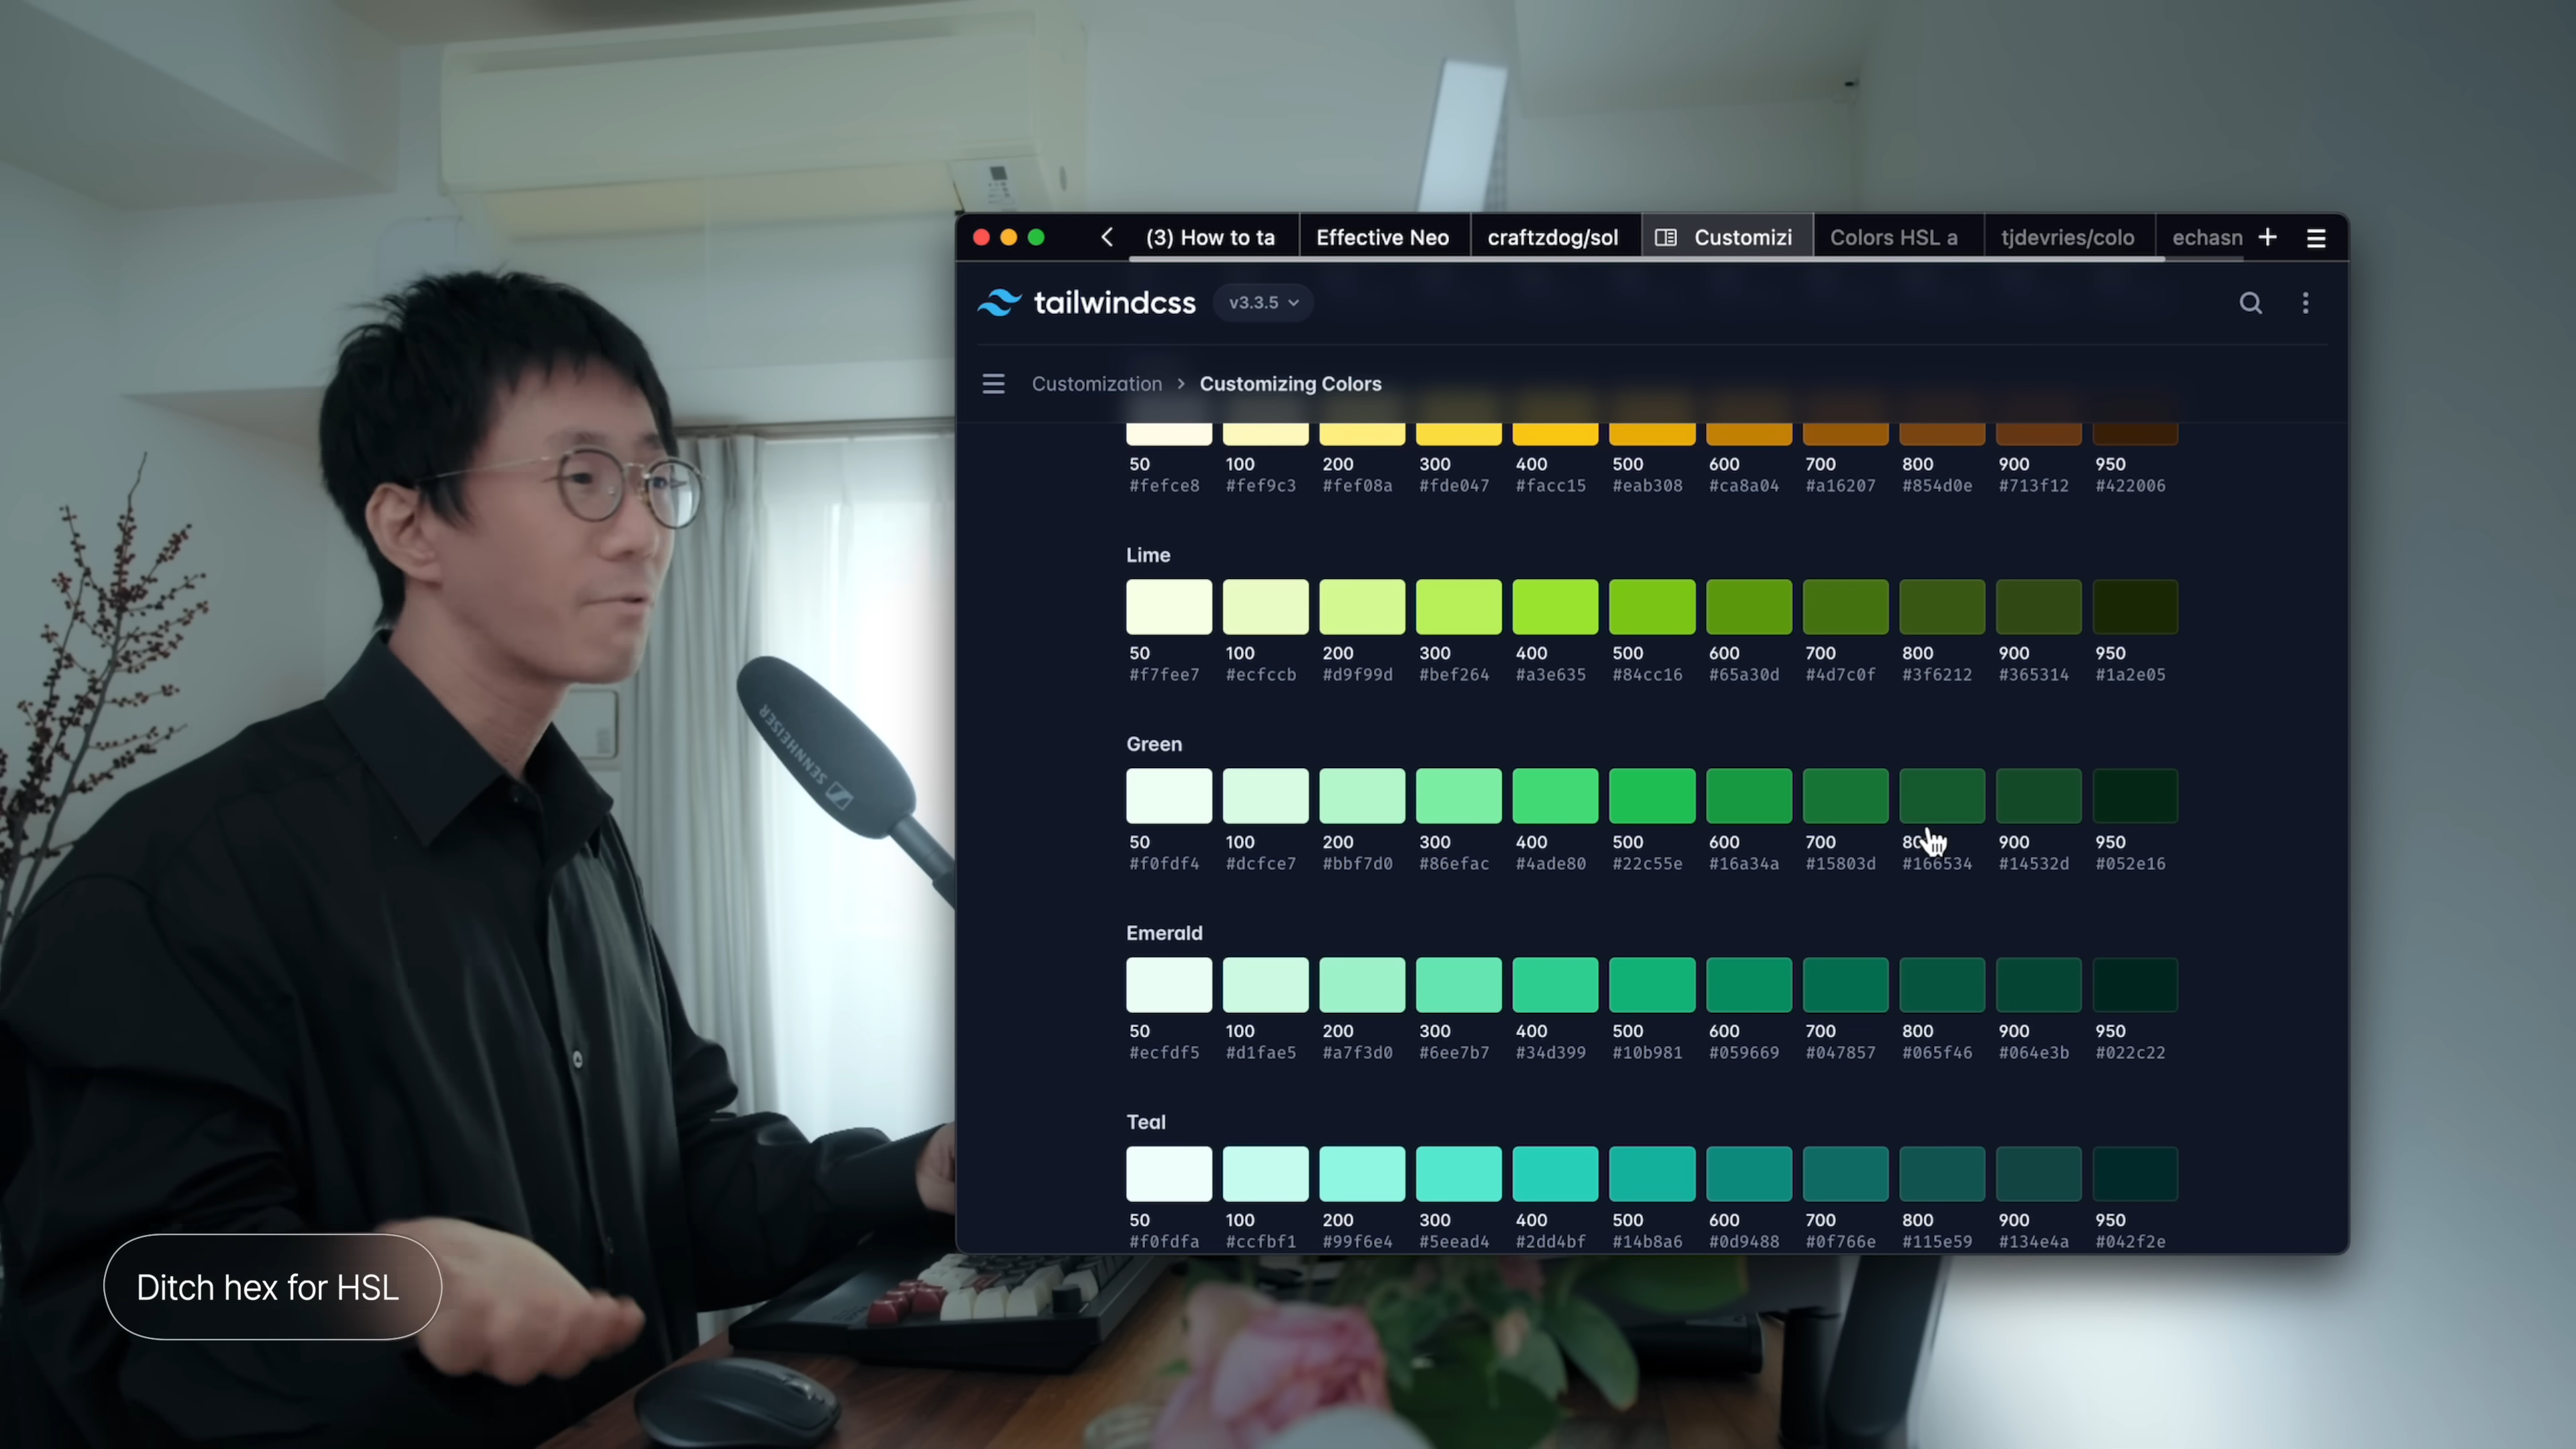 (3) How to ta
Effective Neo
craftzdog/sol
Customizi
Colors HSL a
tjdevries/colo
echasn
tailwindcss
v3.3.5
Customization > Customizing Colors
50 100 200 300 400 500 600 700 800 900 950
#fefce8 #fef9c3 #fef08a #fde047 #facc15 #eab308 #ca8a04 #a16207 #854d0e #713f12 #422006
Lime
50 100 200 300 400 500 600 700 800 900 950
#f7fee7 #ecfccb #d9f99d #bef264 #a3e635 #84cc16 #65a30d #4d7c0f #3f6212 #365314 #1a2e05
Green
50 100 200 300 400 500 600 700 800 900 950
#f0fdf4 #dcfce7 #bbf7d0 #86efac #4ade80 #22c55e #16a34a #15803d #166534 #14532d #052e16
Emerald
50 100 200 300 400 500 600 700 800 900 950
#ecfdf5 #d1fae5 #a7f3d0 #6ee7b7 #34d399 #10b981 #059669 #047857 #065f46 #064e3b #022c22
Teal
50 100 200 300 400 500 600 700 800 900 950
#f0fdfa #ccfbf1 #99f6e4 #5eead4 #2dd4bf #14b8a6 #0d9488 #0f766e #115e59 #134e4a #042f2e
SENNHEISER
Ditch hex for HSL